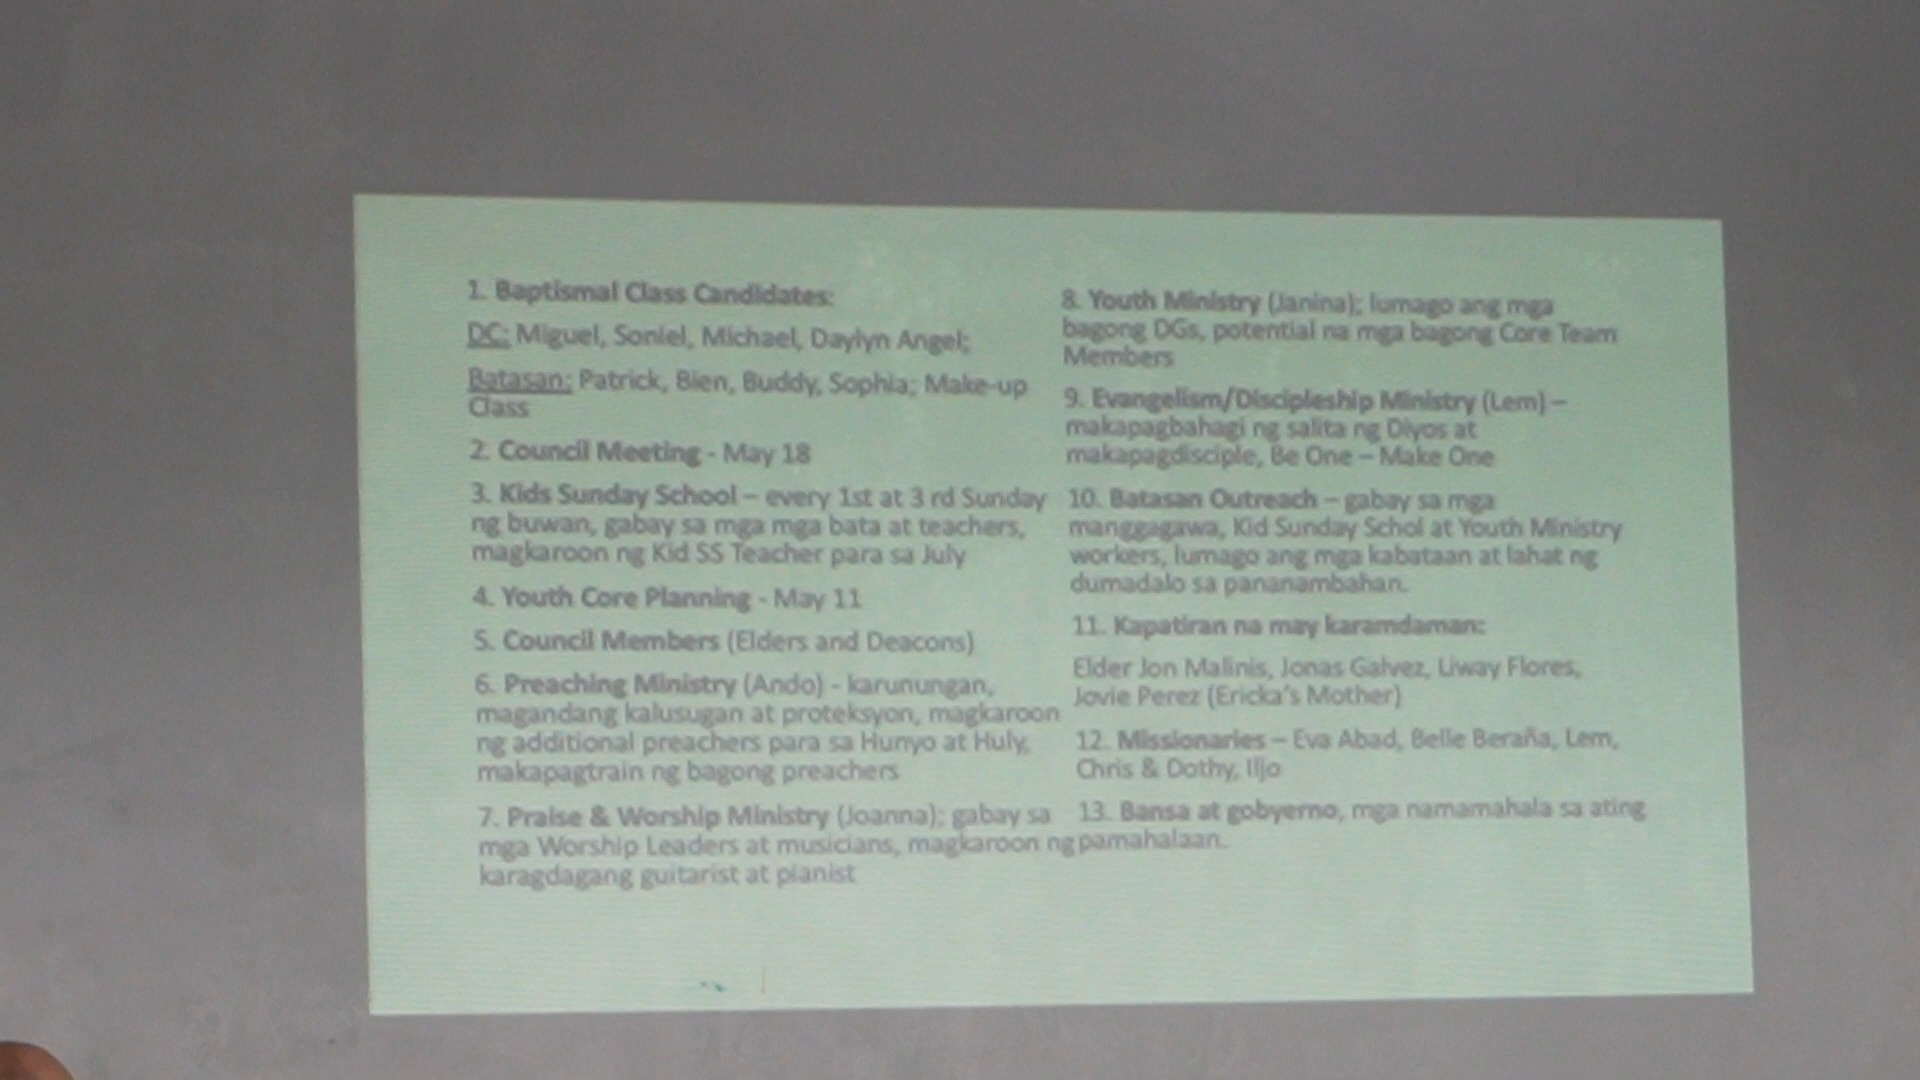 1. Baptismal Class Candidates:
DC: Miguel, Soniel, Michael, Daylyn Angel;
Batasan: Patrick, Bien, Buddy, Sophia; Make-up
Class
2. Council Meeting - May 18
3. Kids Sunday School – every 1st at 3 rd Sunday
ng buwan, gabay sa mga mga bata at teachers,
magkaroon ng Kid SS Teacher para sa July
4. Youth Core Planning - May 11
5. Council Members (Elders and Deacons)
6. Preaching Ministry (Ando) - karunungan,
magandang kalusugan at proteksyon, magkaroon
ng additional preachers para sa Hunyo at Huly,
makapagtrain ng bagong preachers
7. Praise & Worship Ministry (Joanna); gabay sa
mga Worship Leaders at musicians, magkaroon ng
karagdagang guitarist at pianist
8. Youth Ministry (Janina); lumago ang mga
bagong DGs, potential na mga bagong Core Team
Members
9. Evangelism/Discipleship Ministry (Lem) –
makapagbahagi ng salita ng Diyos at
makapagdisciple, Be One – Make One
10. Batasan Outreach – gabay sa mga
manggagawa, Kid Sunday Schol at Youth Ministry
workers, lumago ang mga kabataan at lahat ng
dumadalo sa pananambahan.
11. Kapatiran na may karamdaman:
Elder Jon Malinis, Jonas Galvez, Liway Flores,
Jovie Perez (Ericka's Mother)
12. Missionaries – Eva Abad, Belle Beraña, Lem,
Chris & Dothy, Iljo
13. Bansa at gobyerno, mga namamahala sa ating
pamahalaan.